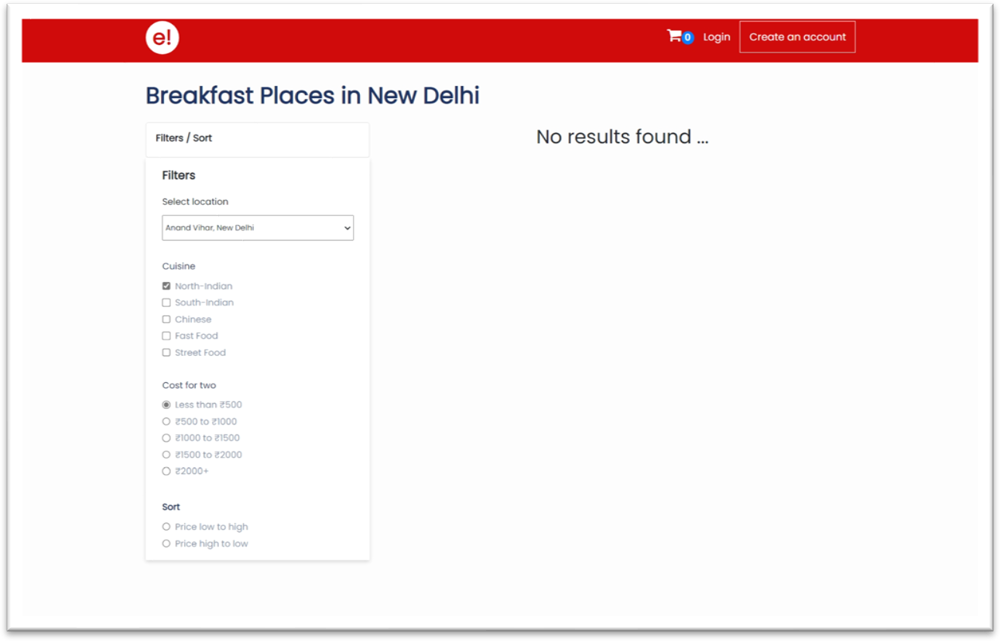 e!
0 Login Create an account
Breakfast Places in New Delhi
Filters / Sort
No results found ...
Filters
Select location
Anand Vihar, New Delhi
Cuisine
North-Indian
South-Indian
Chinese
Fast Food
Street Food
Cost for two
Less than ₹500
₹500 to ₹1000
₹1000 to ₹1500
₹1500 to ₹2000
₹2000+
Sort
Price low to high
Price high to low